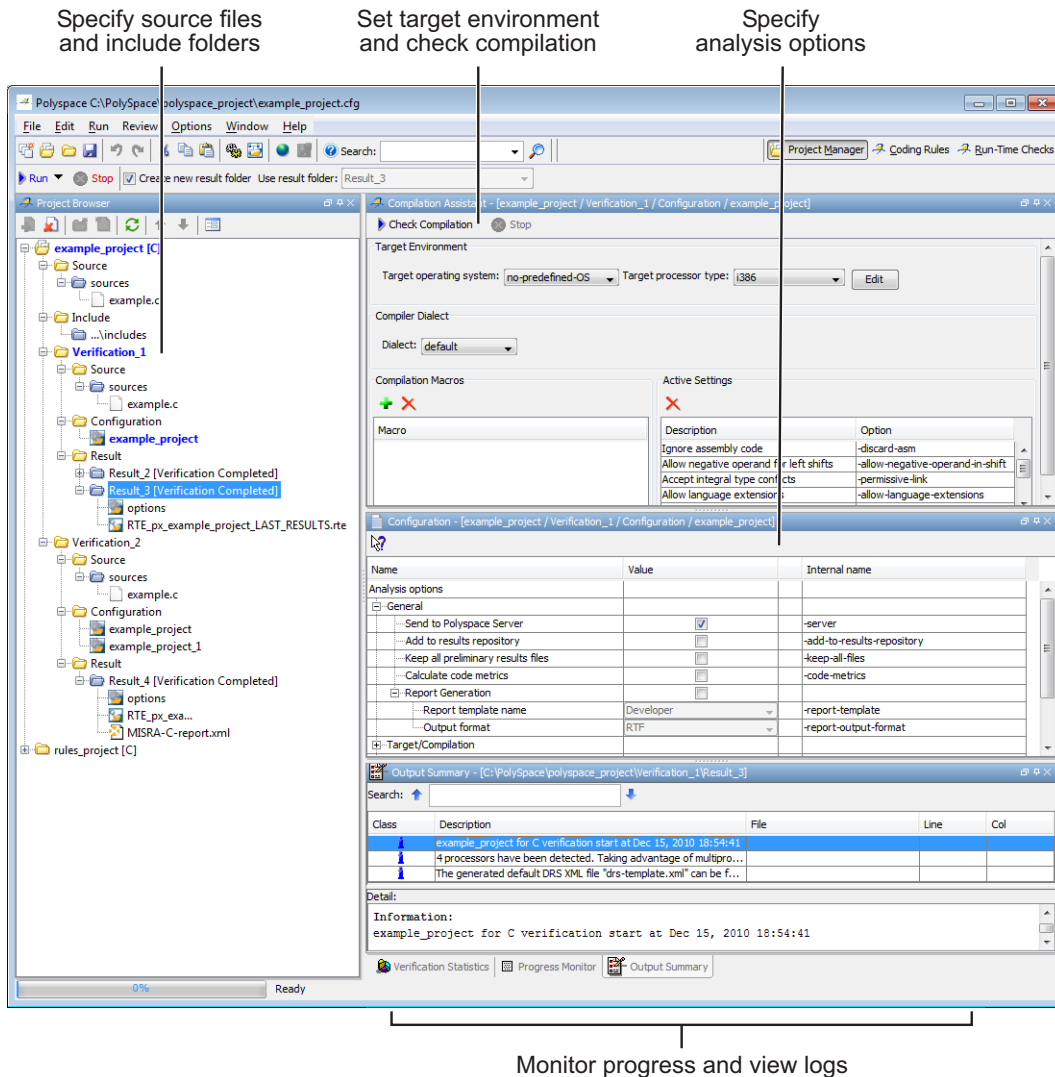 Specify source files
and include folders
Set target environment
and check compilation
Specify
analysis options
Polyspace C:\PolySpace\polyspace_project\example_project.cfg
File Edit Run Review Options Window Help
Search:
Project Manager Coding Rules Run-Time Checks
Run Stop Create new result folder Use result folder: Result_3
Project Browser
example_project [C]
Source
sources
example.c
Include
...\includes
Verification_1
Source
sources
example.c
Configuration
example_project
Result
Result_2 [Verification Completed]
Result_3 [Verification Completed]
options
RTE_px_example_project_LAST_RESULTS.rte
Verification_2
Source
sources
example.c
Configuration
example_project
example_project_1
Result
Result_4 [Verification Completed]
options
RTE_px_exa...
MISRA-C-report.xml
rules_project [C]
0% Ready
Compilation Assistant - [example_project / Verification_1 / Configuration / example_project]
Check Compilation Stop
Target Environment
Target operating system: no-predefined-OS Target processor type: i386 Edit
Compiler Dialect
Dialect: default
Compilation Macros Active Settings
Macro
Description Option
Ignore assembly code -discard-asm
Allow negative operand for left shifts -allow-negative-operand-in-shift
Accept integral type conflicts -permissive-link
Allow language extensions -allow-language-extensions
Configuration - [example_project / Verification_1 / Configuration / example_project]
Name Value Internal name
Analysis options
General
Send to Polyspace Server -server
Add to results repository -add-to-results-repository
Keep all preliminary results files -keep-all-files
Calculate code metrics -code-metrics
Report Generation
Report template name Developer -report-template
Output format RTF -report-output-format
Target/Compilation
Output Summary - [C:\PolySpace\polyspace_project\Verification_1\Result_3]
Search:
Class Description File Line Col
example_project for C verification start at Dec 15, 2010 18:54:41
4 processors have been detected. Taking advantage of multipro...
The generated default DRS XML file "drs-template.xml" can be f...
Detail:
Information:
example_project for C verification start at Dec 15, 2010 18:54:41
Verification Statistics Progress Monitor Output Summary
Monitor progress and view logs